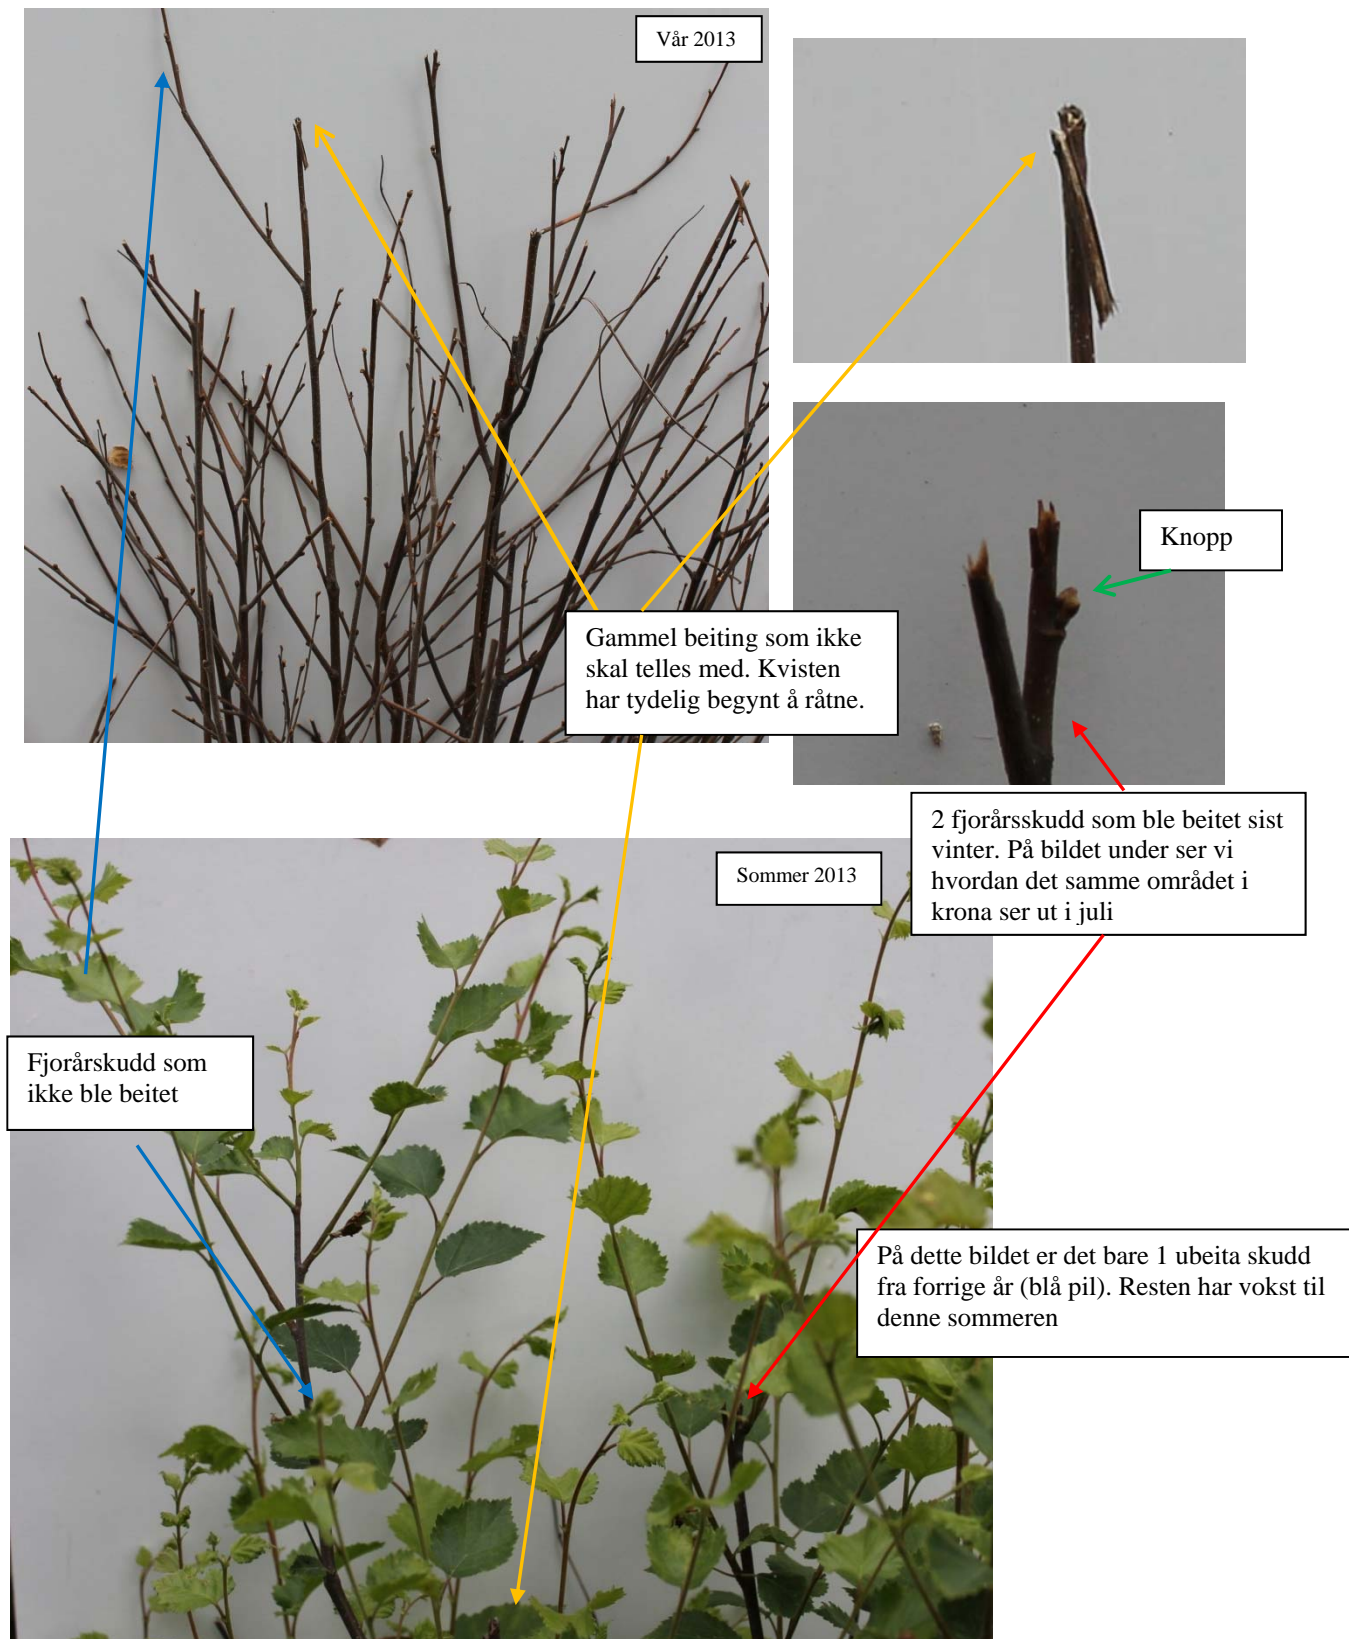 Vår 2013
Knopp
Gammel beiting som ikke
skal telles med. Kvisten
har tydelig begynt å råtne.
2 fjorårsskudd som ble beitet sist
vinter. På bildet under ser vi
hvordan det samme området i
krona ser ut i juli
Sommer 2013
Fjorårskudd som
ikke ble beitet
På dette bildet er det bare 1 ubeita skudd
fra forrige år (blå pil). Resten har vokst til
denne sommeren